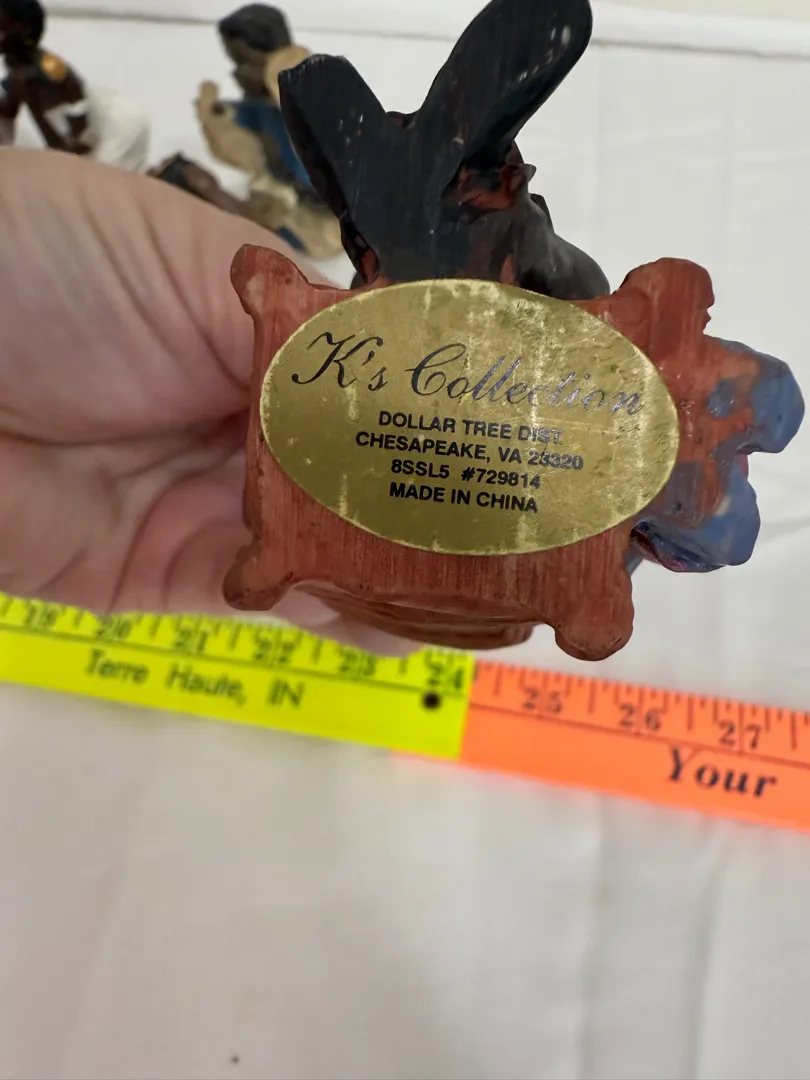 K's Collection
DOLLAR TREE DIST.
CHESAPEAKE, VA 23320
8SSL5 #729814
MADE IN CHINA
19 20 21 22 23 24 25 26 27
Terre Haute, IN
Your